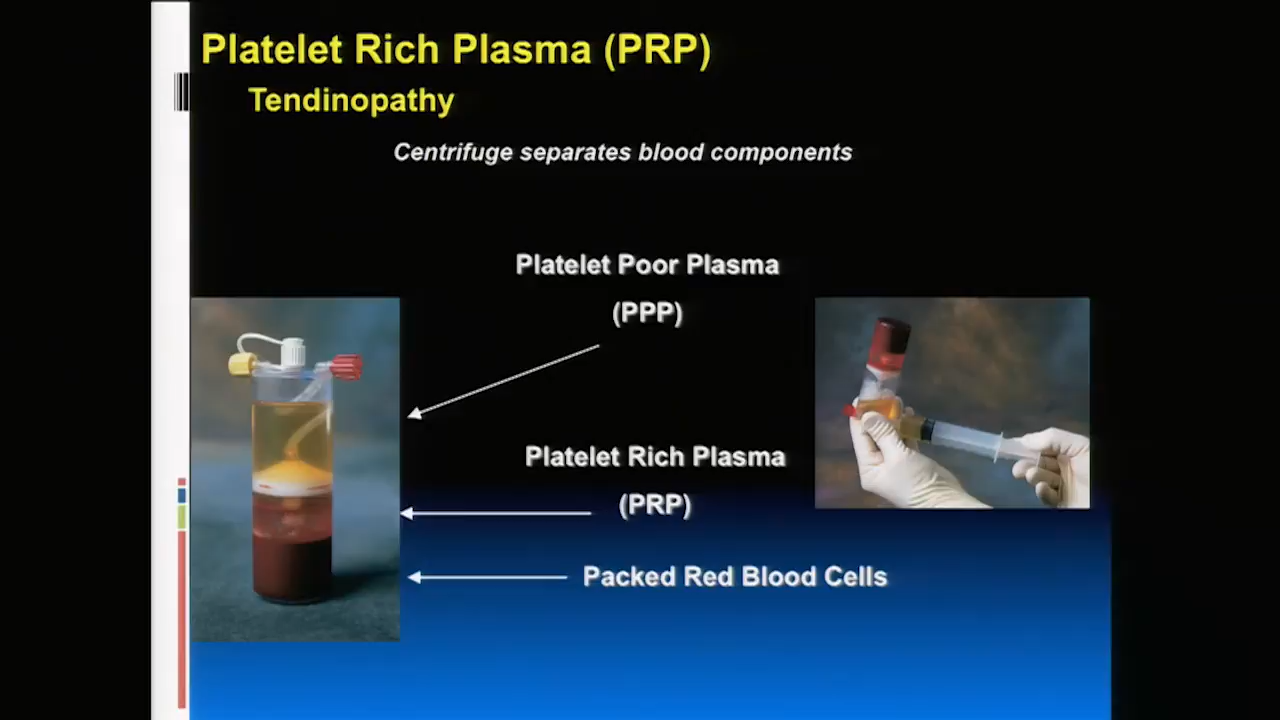 Platelet Rich Plasma (PRP)
Tendinopathy
Centrifuge separates blood components
Platelet Poor Plasma
(PPP)
Platelet Rich Plasma
(PRP)
Packed Red Blood Cells